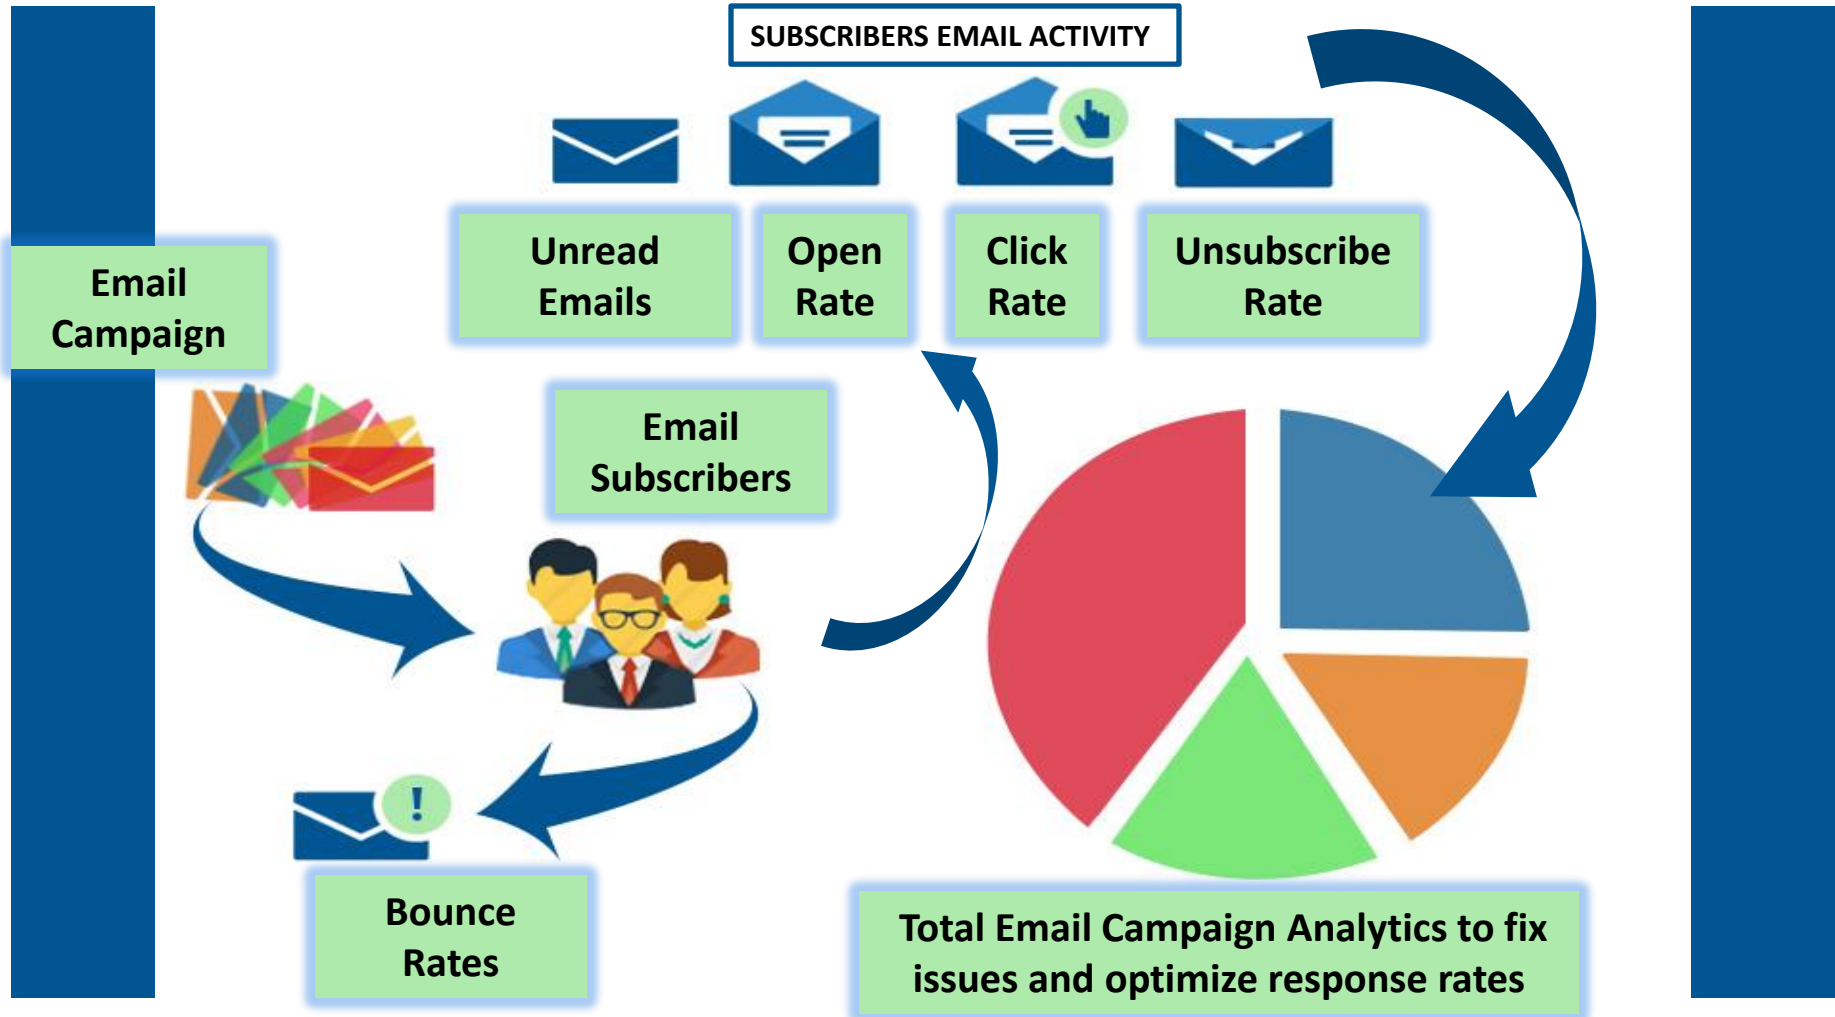 SUBSCRIBERS EMAIL ACTIVITY
Unread
Emails
Open
Rate
Click
Rate
Unsubscribe
Rate
Email
Campaign
Email
Subscribers
!
Bounce
Rates
Total Email Campaign Analytics to fix
issues and optimize response rates